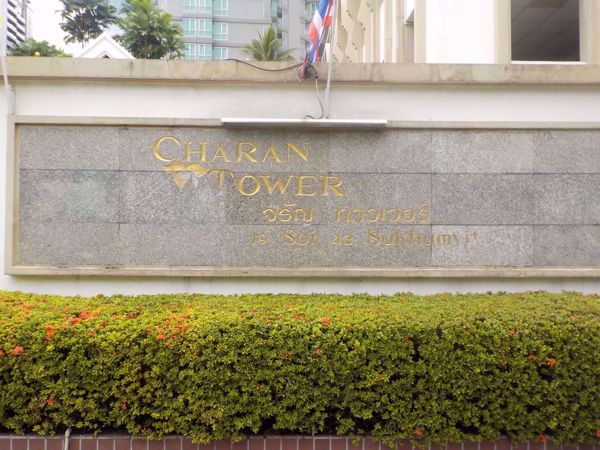 CHARAN
TOWER
จรัญ ทาวเวอร์
19 Soi 43, Sukhumvit